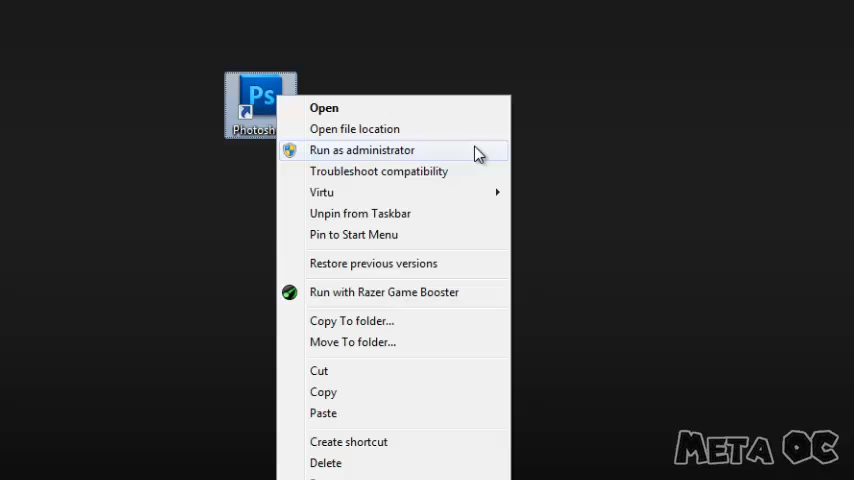 Ps
Photosh
Open
Open file location
Run as administrator
Troubleshoot compatibility
Virtu
Unpin from Taskbar
Pin to Start Menu
Restore previous versions
Run with Razer Game Booster
Copy To folder...
Move To folder...
Cut
Copy
Paste
Create shortcut
Delete
META OC